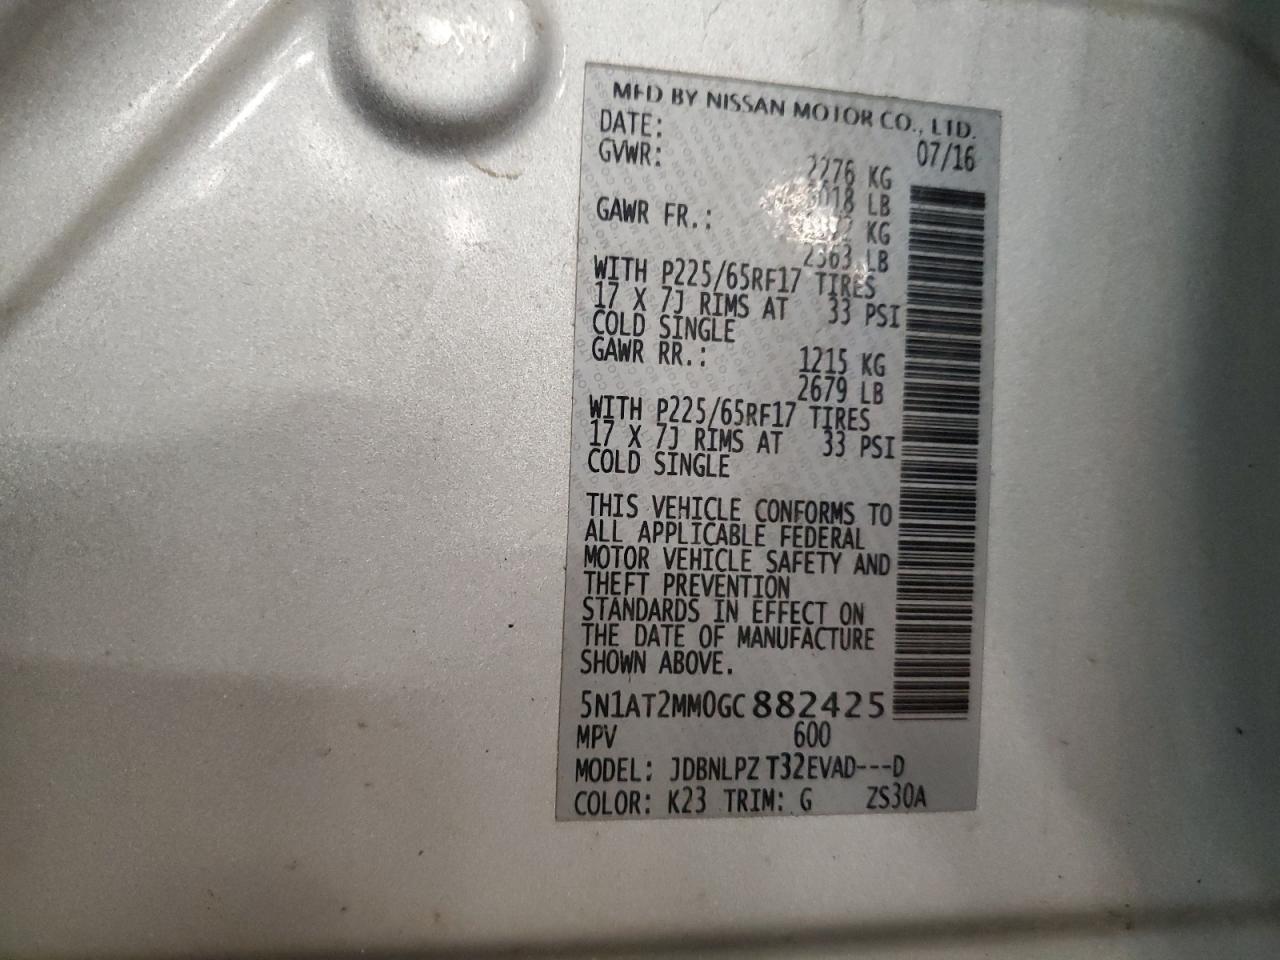 MFD BY NISSAN MOTOR CO., LTD.
DATE: 07/16
GVWR: 2276 KG
LB
GAWR FR.: KG
2363 LB
WITH P225/65RF17 TIRES
17 X 7J RIMS AT 33 PSI
COLD SINGLE
GAWR RR.: 1215 KG
2679 LB
WITH P225/65RF17 TIRES
17 X 7J RIMS AT 33 PSI
COLD SINGLE
THIS VEHICLE CONFORMS TO
ALL APPLICABLE FEDERAL
MOTOR VEHICLE SAFETY AND
THEFT PREVENTION
STANDARDS IN EFFECT ON
THE DATE OF MANUFACTURE
SHOWN ABOVE.
5N1AT2MM0GC882425
MPV 600
MODEL: JDBNLPZ T32EVAD---D
COLOR: K23 TRIM: G ZS30A